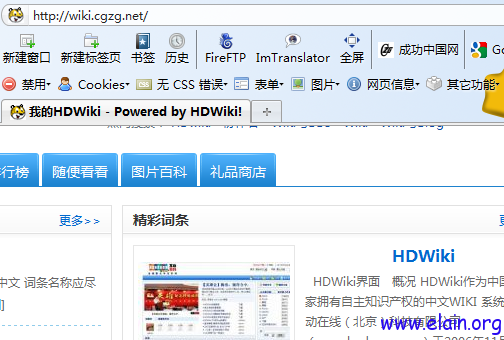 http://wiki.cgzg.net/
新建窗口 新建标签页 书签 历史 FireFTP ImTranslator 全屏 成功中国网 Go
禁用 Cookies 无 CSS 错误 表单 图片 网页信息 其它功能
我的HDWiki - Powered by HDWiki! +
行榜 随便看看 图片百科 礼品商店
更多>> 精彩词条
HDWiki
中文 词条名称应尽
HDWiki界面 概况 HDWiki作为中国
家拥有自主知识产权的中文WIKI 系统
动在线（北京）科技有限公司
www.elain.org